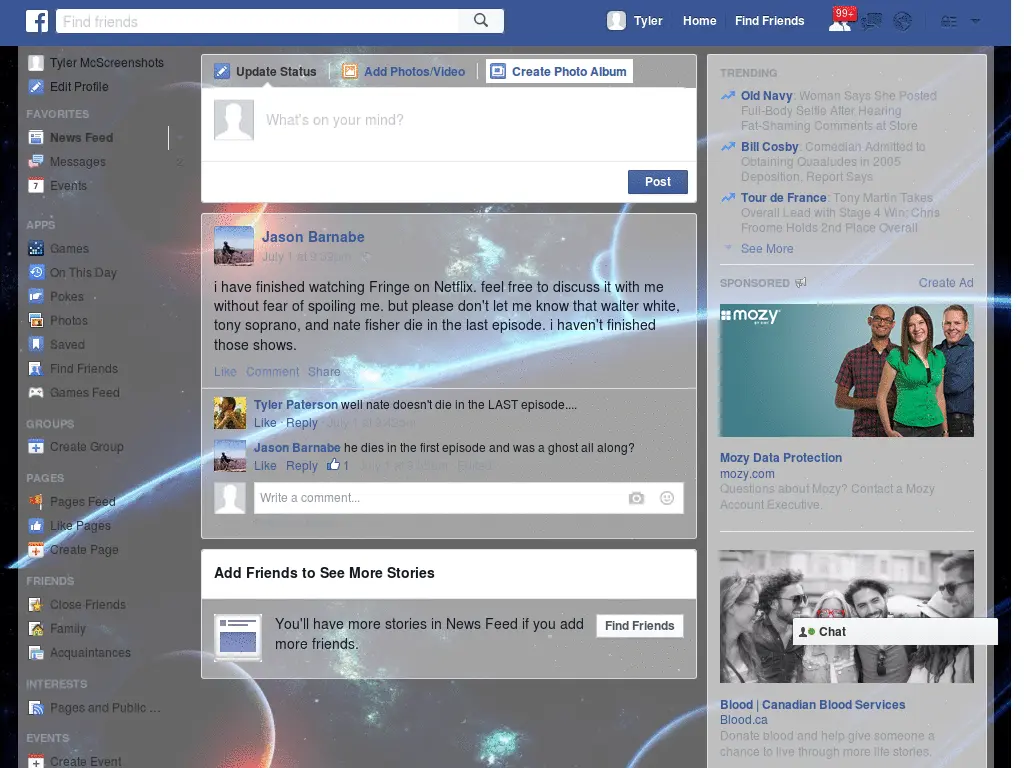 Find friends
Tyler
Home
Find Friends
99+
Tyler McScreenshots
Edit Profile
FAVORITES
News Feed
Messages
2
7
Events
APPS
Games
On This Day
Pokes
Photos
Saved
Find Friends
Games Feed
GROUPS
Create Group
PAGES
Pages Feed
Like Pages
Create Page
FRIENDS
Close Friends
Family
Acquaintances
INTERESTS
Pages and Public ...
EVENTS
Create Event
Update Status
Add Photos/Video
Create Photo Album
What's on your mind?
Post
Jason Barnabe
July 1 at
i have finished watching Fringe on Netflix. feel free to discuss it with me
without fear of spoiling me. but please don't let me know that walter white,
tony soprano, and nate fisher die in the last episode. i haven't finished
those shows.
Like Comment Share
Tyler Paterson well nate doesn't die in the LAST episode....
Like · Reply · July 1 at 9:42pm
Jason Barnabe he dies in the first episode and was a ghost all along?
Like · Reply · 1 · July 1 at · Edited
Write a comment...
Add Friends to See More Stories
You'll have more stories in News Feed if you add
more friends.
Find Friends
TRENDING
Old Navy: Woman Says She Posted
Full-Body Selfie After Hearing
Fat-Shaming Comments at Store
Bill Cosby: Comedian Admitted to
Obtaining Quaaludes in 2005
Deposition, Report Says
Tour de France: Tony Martin Takes
Overall Lead with Stage 4 Win; Chris
Froome Holds 2nd Place Overall
See More
SPONSORED
Create Ad
mozy
Mozy Data Protection
mozy.com
Questions about Mozy? Contact a Mozy
Account Executive.
Chat
Blood | Canadian Blood Services
Blood.ca
Donate blood and help give someone a
chance to live through more life stories.